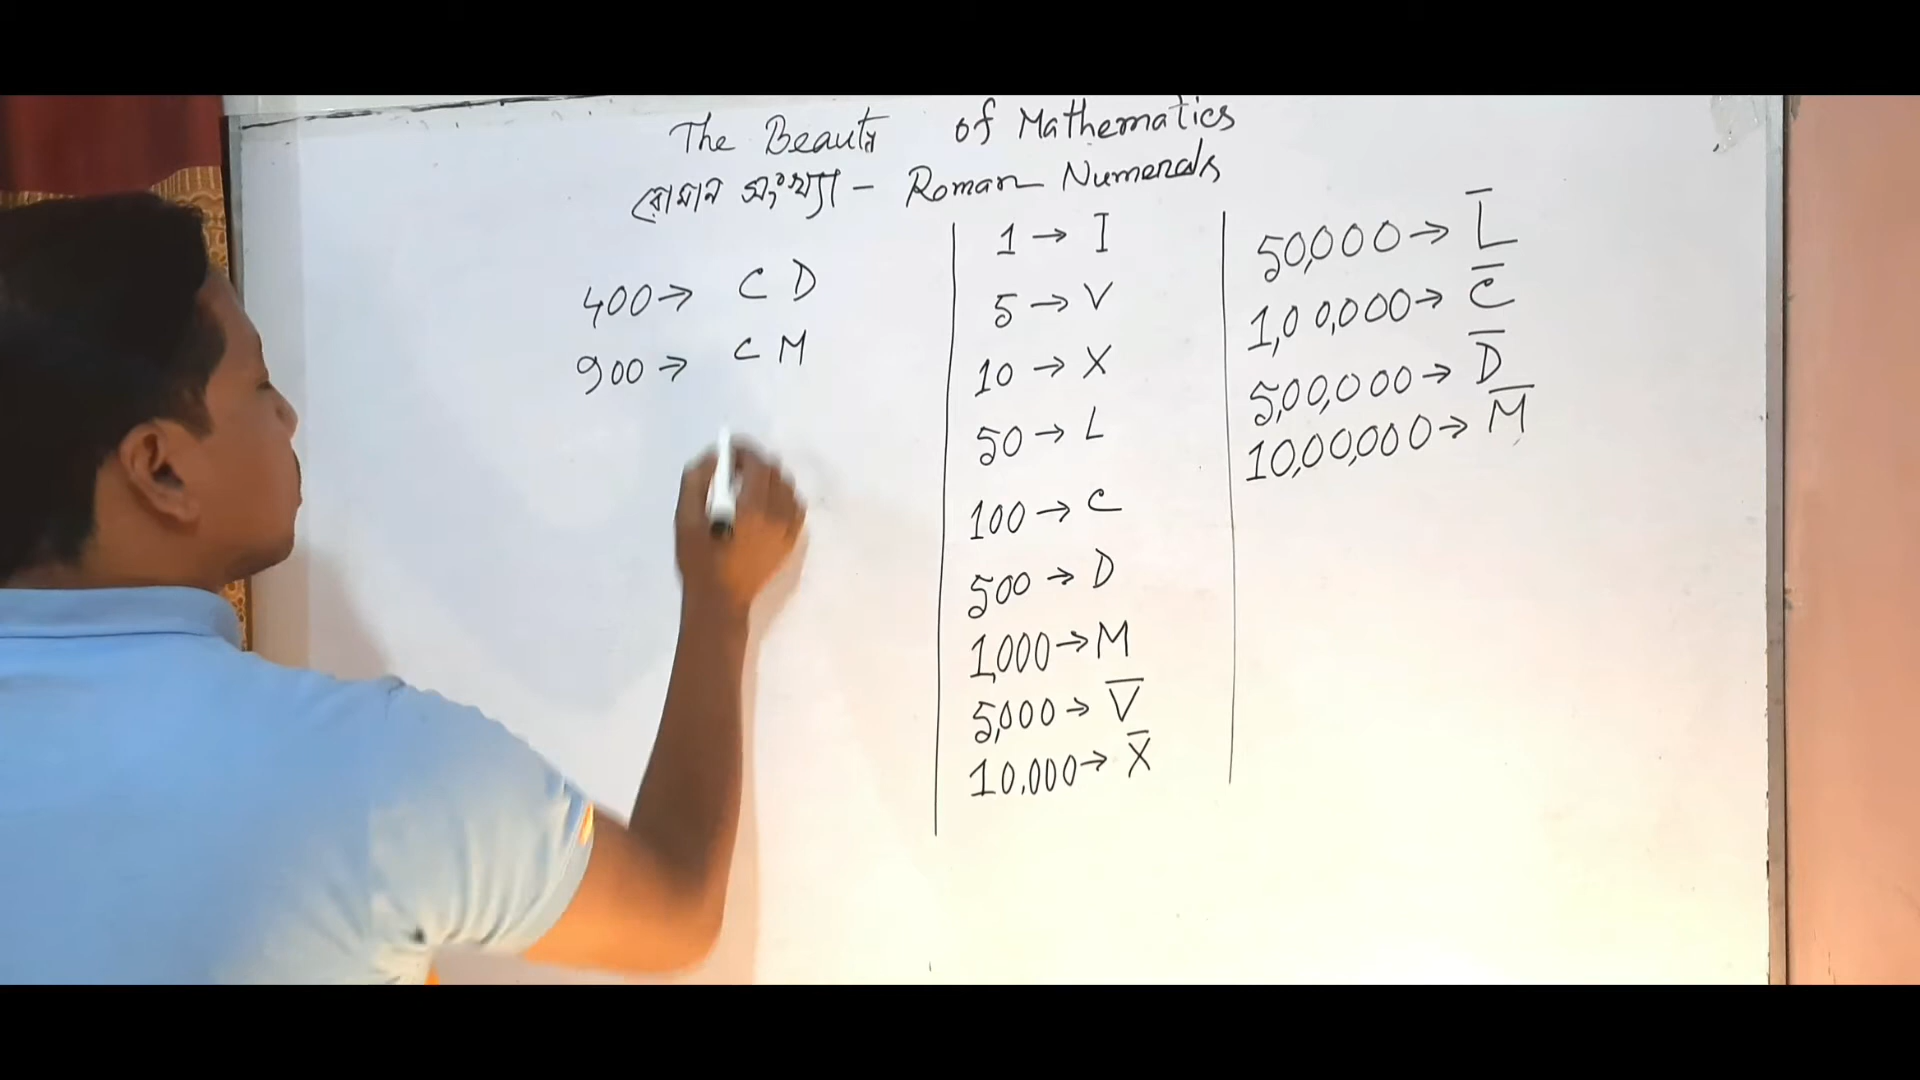 The Beauty of Mathematics
রোমান সংখ্যা - Roman Numerals
400→ CD
900→ CM
1→ I
5→ V
10→ X
50→ L
100→ C
500→ D
1,000→ M
5,000→ V̅
10,000→ X̅
50,000→ L̅
1,00,000→ C̅
5,00,000→ D̅
10,00,000→ M̅